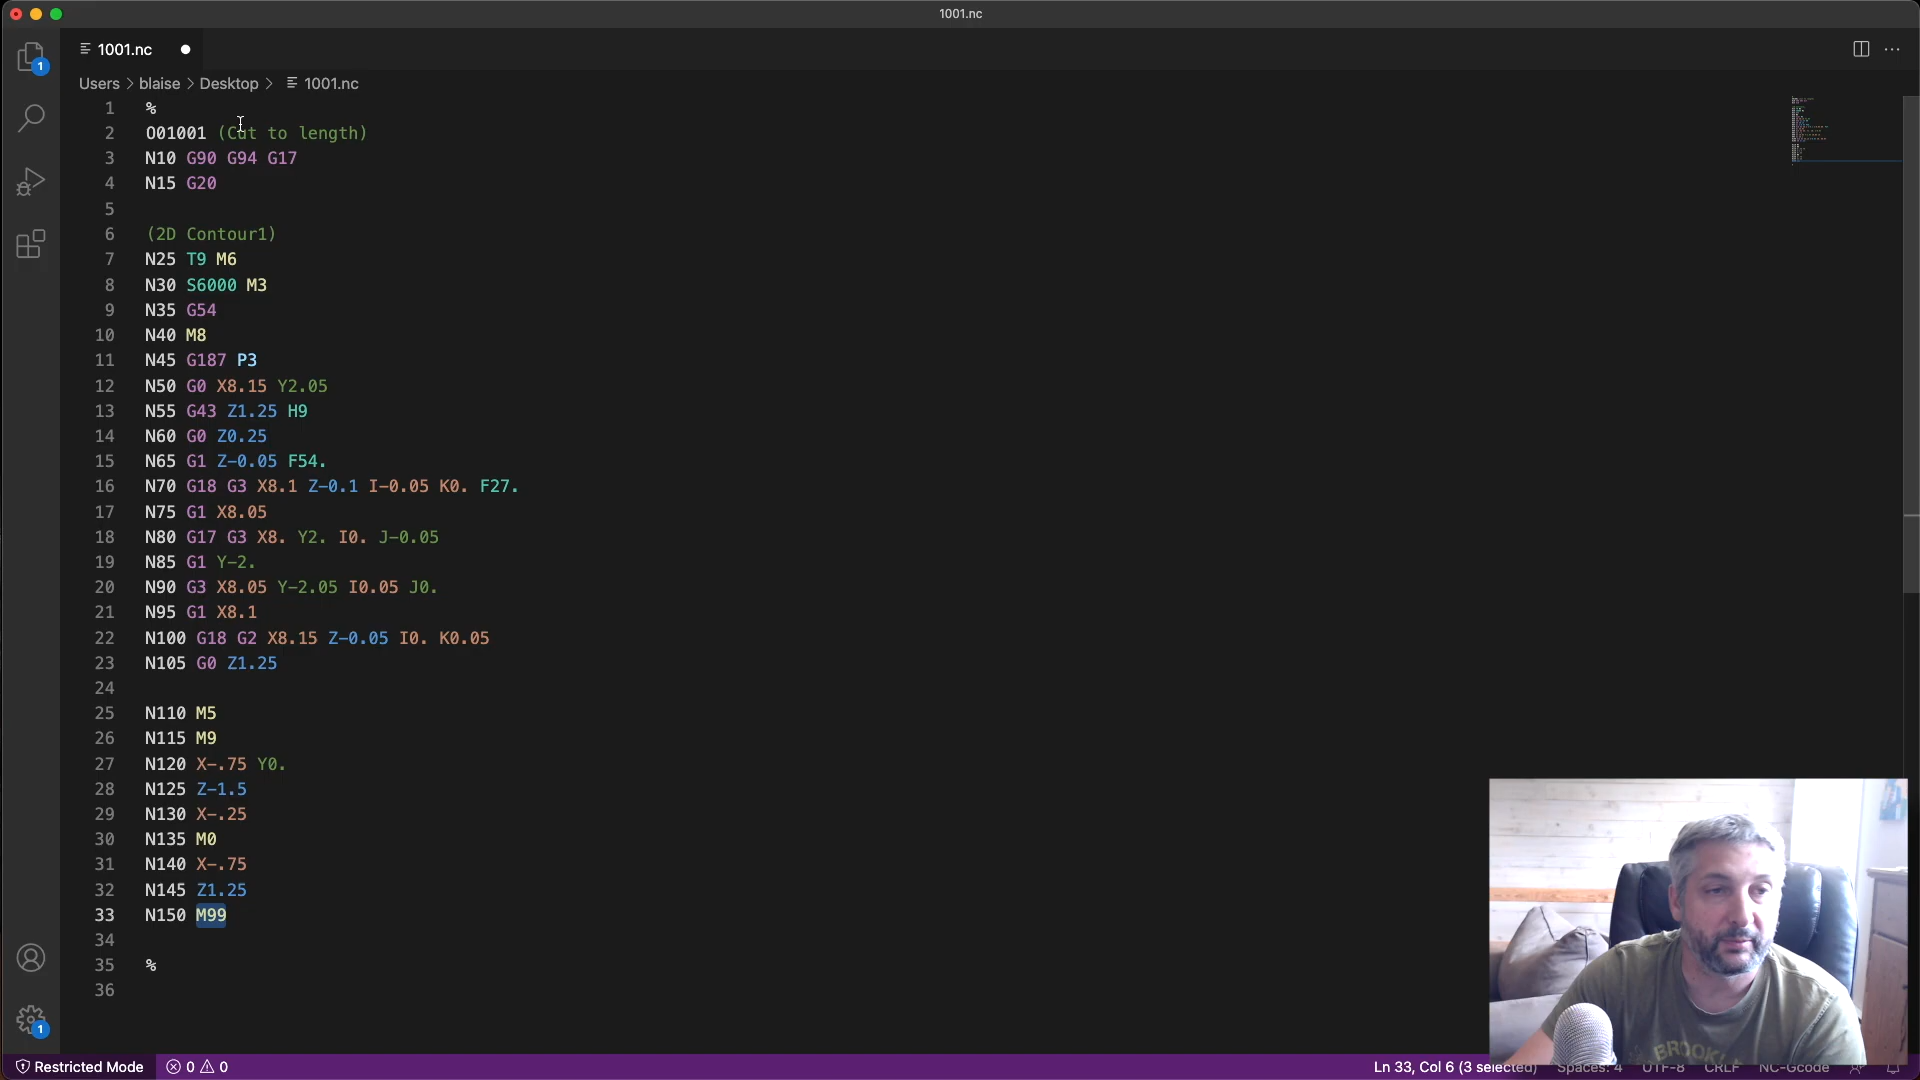 1001.nc
1001.nc
Users > blaise > Desktop > 1001.nc
1 %
2 O01001 (Cut to length)
3 N10 G90 G94 G17
4 N15 G20
5
6 (2D Contour1)
7 N25 T9 M6
8 N30 S6000 M3
9 N35 G54
10 N40 M8
11 N45 G187 P3
12 N50 G0 X8.15 Y2.05
13 N55 G43 Z1.25 H9
14 N60 G0 Z0.25
15 N65 G1 Z-0.05 F54.
16 N70 G18 G3 X8.1 Z-0.1 I-0.05 K0. F27.
17 N75 G1 X8.05
18 N80 G17 G3 X8. Y2. I0. J-0.05
19 N85 G1 Y-2.
20 N90 G3 X8.05 Y-2.05 I0.05 J0.
21 N95 G1 X8.1
22 N100 G18 G2 X8.15 Z-0.05 I0. K0.05
23 N105 G0 Z1.25
24
25 N110 M5
26 N115 M9
27 N120 X-.75 Y0.
28 N125 Z-1.5
29 N130 X-.25
30 N135 M0
31 N140 X-.75
32 N145 Z1.25
33 N150 M99
34
35 %
36
1
1
Restricted Mode 0 0 Ln 33, Col 6 (3 selected) Spaces: 4 UTF-8 CRLF NC-Gcode